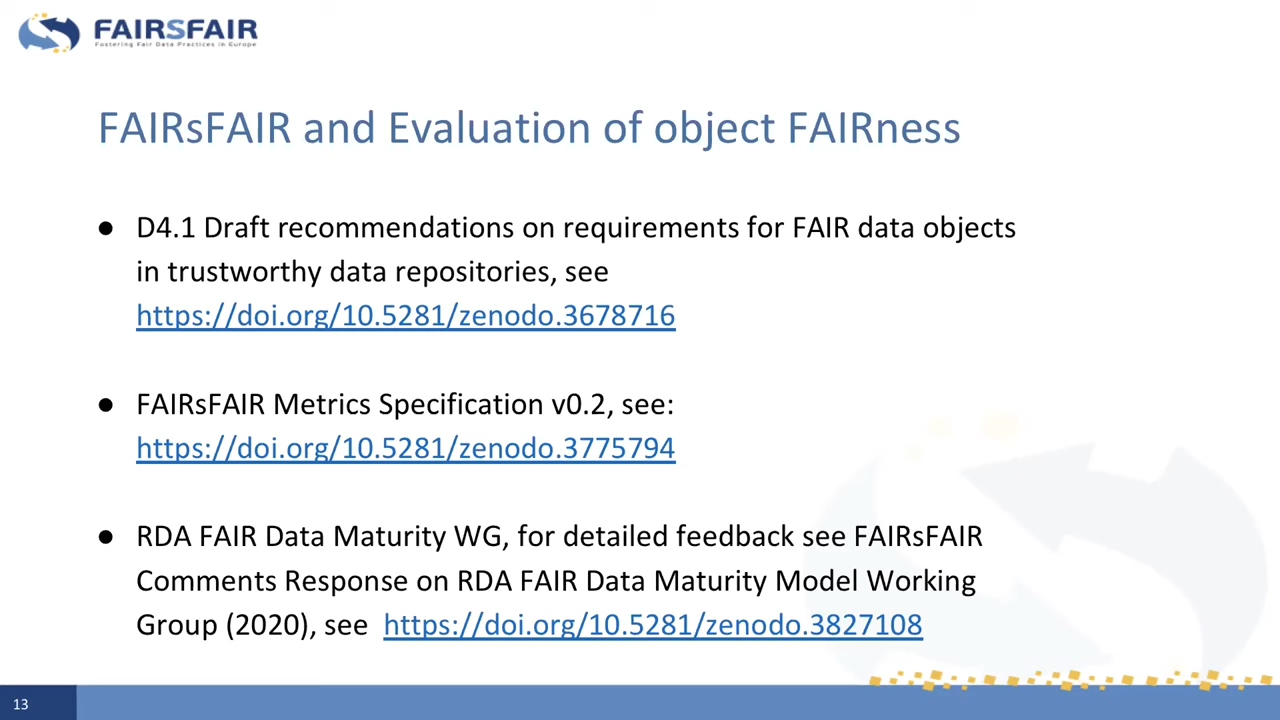 FAIRSFAIR
Fostering Fair Data Practices in Europe
FAIRsFAIR and Evaluation of object FAIRness
● D4.1 Draft recommendations on requirements for FAIR data objects
in trustworthy data repositories, see
https://doi.org/10.5281/zenodo.3678716
● FAIRsFAIR Metrics Specification v0.2, see:
https://doi.org/10.5281/zenodo.3775794
● RDA FAIR Data Maturity WG, for detailed feedback see FAIRsFAIR
Comments Response on RDA FAIR Data Maturity Model Working
Group (2020), see https://doi.org/10.5281/zenodo.3827108
13